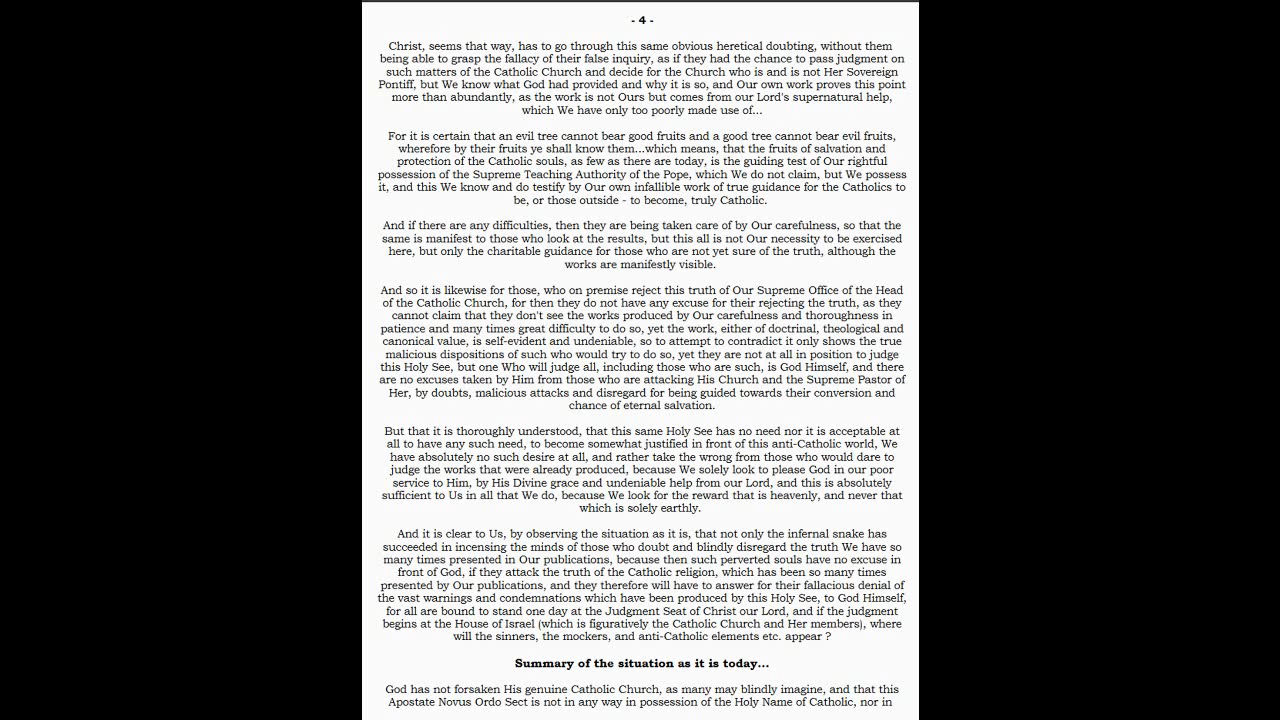 - 4 -
Christ, seems that way, has to go through this same obvious heretical doubting, without them
being able to grasp the fallacy of their false inquiry, as if they had the chance to pass judgment on
such matters of the Catholic Church and decide for the Church who is and is not Her Sovereign
Pontiff, but We know what God had provided and why it is so, and Our own work proves this point
more than abundantly, as the work is not Ours but comes from our Lord's supernatural help,
which We have only too poorly made use of...
For it is certain that an evil tree cannot bear good fruits and a good tree cannot bear evil fruits,
wherefore by their fruits ye shall know them...which means, that the fruits of salvation and
protection of the Catholic souls, as few as there are today, is the guiding test of Our rightful
possession of the Supreme Teaching Authority of the Pope, which We do not claim, but We possess
it, and this We know and do testify by Our own infallible work of true guidance for the Catholics to
be, or those outside - to become, truly Catholic.
And if there are any difficulties, then they are being taken care of by Our carefulness, so that the
same is manifest to those who look at the results, but this all is not Our necessity to be exercised
here, but only the charitable guidance for those who are not yet sure of the truth, although the
works are manifestly visible.
And so it is likewise for those, who on premise reject this truth of Our Supreme Office of the Head
of the Catholic Church, for then they do not have any excuse for their rejecting the truth, as they
cannot claim that they don't see the works produced by Our carefulness and thoroughness in
patience and many times great difficulty to do so, yet the work, either of doctrinal, theological and
canonical value, is self-evident and undeniable, so to attempt to contradict it only shows the true
malicious dispositions of such who would try to do so, yet they are not at all in position to judge
this Holy See, but one Who will judge all, including those who are such, is God Himself, and there
are no excuses taken by Him from those who are attacking His Church and the Supreme Pastor of
Her, by doubts, malicious attacks and disregard for being guided towards their conversion and
chance of eternal salvation.
But that it is thoroughly understood, that this same Holy See has no need nor it is acceptable at
all to have any such need, to become somewhat justified in front of this anti-Catholic world, We
have absolutely no such desire at all, and rather take the wrong from those who would dare to
judge the works that were already produced, because We solely look to please God in our poor
service to Him, by His Divine grace and undeniable help from our Lord, and this is absolutely
sufficient to Us in all that We do, because We look for the reward that is heavenly, and never that
which is solely earthly.
And it is clear to Us, by observing the situation as it is, that not only the infernal snake has
succeeded in incensing the minds of those who doubt and blindly disregard the truth We have so
many times presented in Our publications, because then such perverted souls have no excuse in
front of God, if they attack the truth of the Catholic religion, which has been so many times
presented by Our publications, and they therefore will have to answer for their fallacious denial of
the vast warnings and condemnations which have been produced by this Holy See, to God Himself,
for all are bound to stand one day at the Judgment Seat of Christ our Lord, and if the judgment
begins at the House of Israel (which is figuratively the Catholic Church and Her members), where
will the sinners, the mockers, and anti-Catholic elements etc. appear ?
Summary of the situation as it is today...
God has not forsaken His genuine Catholic Church, as many may blindly imagine, and that this
Apostate Novus Ordo Sect is not in any way in possession of the Holy Name of Catholic, nor in